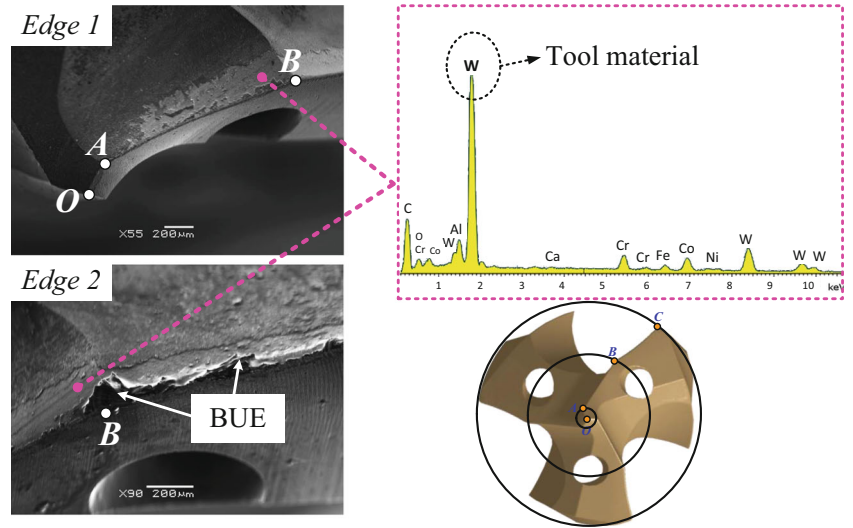 Edge 1
B
A
O
X55 200μm
W
Tool material
C
O
Cr
Co
W
Al
Ca
Cr
Cr
Fe
Co
Ni
W
W
W
1 2 3 4 5 6 7 8 9 10 keV
Edge 2
B
BUE
X90 200μm
C
B
A
O